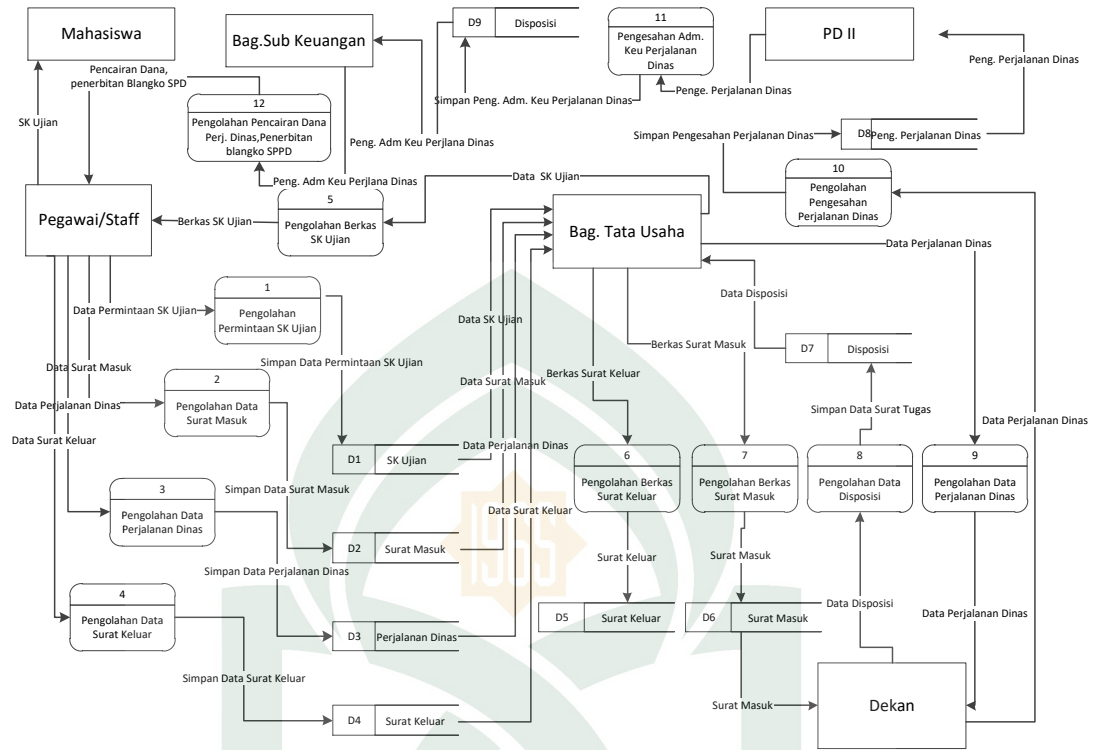 Mahasiswa
Bag.Sub Keuangan
D9
Disposisi
11
Pengesahan Adm.
Keu Perjalanan
Dinas
PD II
Pencairan Dana,
penerbitan Blangko SPD
Peng. Perjalanan Dinas
Penge. Perjalanan Dinas
Simpan Peng. Adm. Keu Perjalanan Dinas
12
Pengolahan Pencairan Dana
Perj. Dinas,Penerbitan
blangko SPPD
SK Ujian
Peng. Adm Keu Perjlana Dinas
Simpan Pengesahan Perjalanan Dinas
D8
Peng. Perjalanan Dinas
10
Pengolahan
Pengesahan
Perjalanan Dinas
Peng. Adm Keu Perjlana Dinas
Data SK Ujian
Pegawai/Staff
Berkas SK Ujian
5
Pengolahan Berkas
SK Ujian
Bag. Tata Usaha
Data Perjalanan Dinas
1
Pengolahan
Permintaan SK Ujian
Data Permintaan SK Ujian
Data SK Ujian
Data Disposisi
Berkas Surat Masuk
D7
Disposisi
Simpan Data Permintaan SK Ujian
Data Surat Masuk
2
Pengolahan Data
Surat Masuk
Berkas Surat Keluar
Data Surat Masuk
Data Perjalanan Dinas
Simpan Data Surat Tugas
Data Perjalanan Dinas
Data Surat Keluar
Data Perjalanan Dinas
D1
SK Ujian
6
Pengolahan Berkas
Surat Keluar
7
Pengolahan Berkas
Surat Masuk
8
Pengolahan Data
Disposisi
9
Pengolahan Data
Perjalanan Dinas
Simpan Data Surat Masuk
3
Pengolahan Data
Perjalanan Dinas
Data Surat Keluar
1965
D2
Surat Masuk
Surat Keluar
Surat Masuk
Simpan Data Perjalanan Dinas
4
Pengolahan Data
Surat Keluar
Data Disposisi
Data Perjalanan Dinas
D5
Surat Keluar
D6
Surat Masuk
D3
Perjalanan Dinas
Simpan Data Surat Keluar
Surat Masuk
Dekan
D4
Surat Keluar